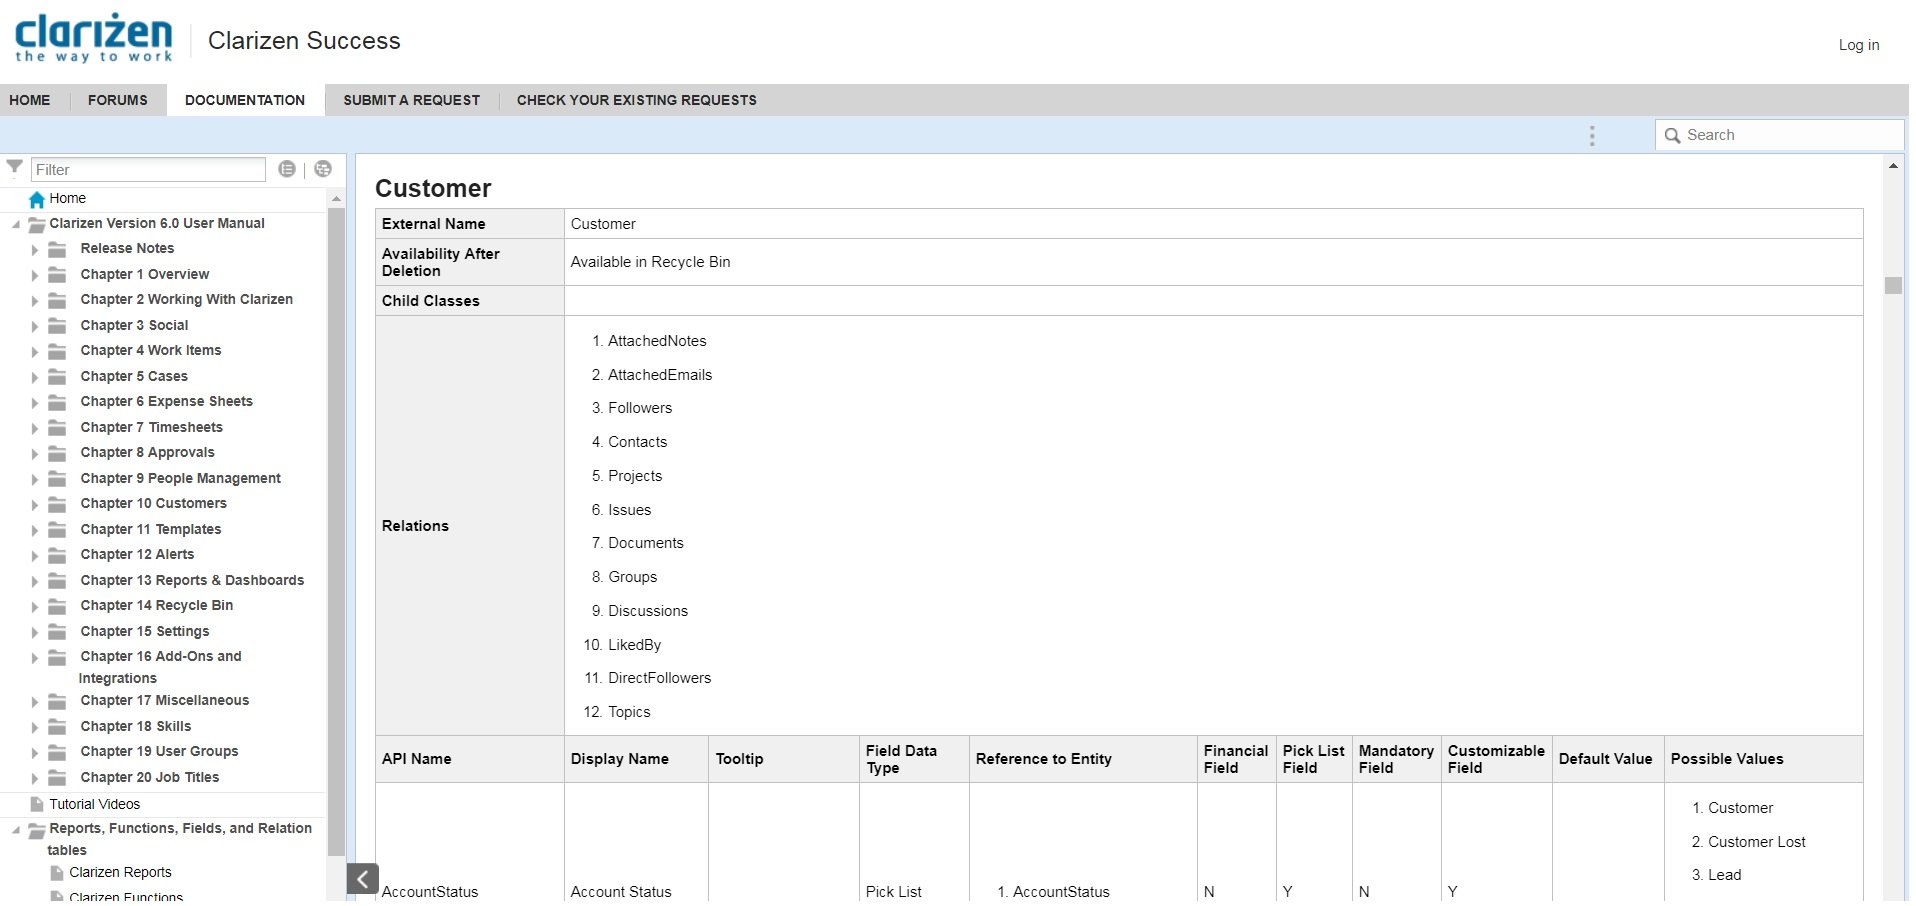 clarizen
the way to work
Clarizen Success
Log in
HOME
FORUMS
DOCUMENTATION
SUBMIT A REQUEST
CHECK YOUR EXISTING REQUESTS
Search
Filter
Home
Clarizen Version 6.0 User Manual
Release Notes
Chapter 1 Overview
Chapter 2 Working With Clarizen
Chapter 3 Social
Chapter 4 Work Items
Chapter 5 Cases
Chapter 6 Expense Sheets
Chapter 7 Timesheets
Chapter 8 Approvals
Chapter 9 People Management
Chapter 10 Customers
Chapter 11 Templates
Chapter 12 Alerts
Chapter 13 Reports & Dashboards
Chapter 14 Recycle Bin
Chapter 15 Settings
Chapter 16 Add-Ons and
Integrations
Chapter 17 Miscellaneous
Chapter 18 Skills
Chapter 19 User Groups
Chapter 20 Job Titles
Tutorial Videos
Reports, Functions, Fields, and Relation
tables
Clarizen Reports
Clarizen Functions
Customer
External Name
Customer
Availability After
Deletion
Available in Recycle Bin
Child Classes
Relations
1. AttachedNotes
2. AttachedEmails
3. Followers
4. Contacts
5. Projects
6. Issues
7. Documents
8. Groups
9. Discussions
10. LikedBy
11. DirectFollowers
12. Topics
API Name
Display Name
Tooltip
Field Data
Type
Reference to Entity
Financial
Field
Pick List
Field
Mandatory
Field
Customizable
Field
Default Value
Possible Values
AccountStatus
Account Status
Pick List
1. AccountStatus
N
Y
N
Y
1. Customer
2. Customer Lost
3. Lead